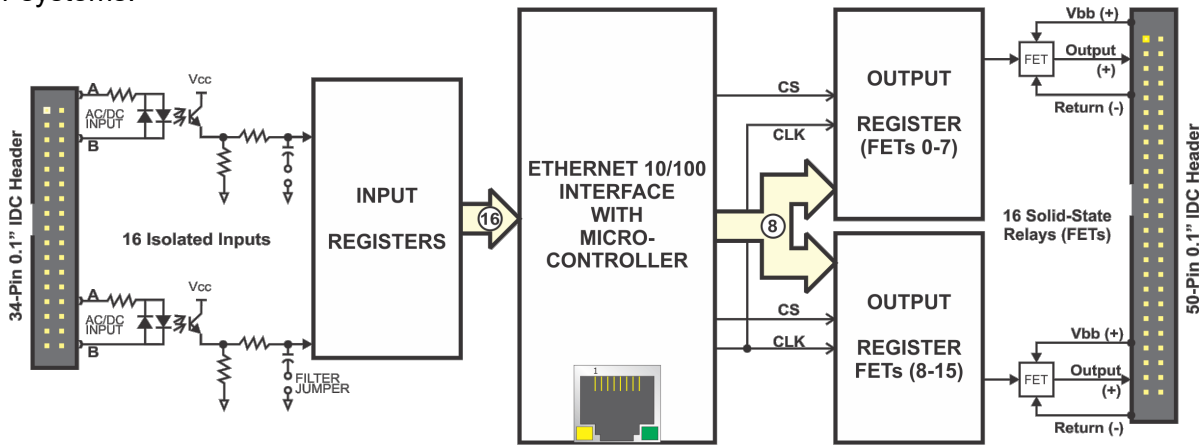 systems.
34-Pin 0.1” IDC Header
A
AC/DC
INPUT
B
Vcc
16 Isolated Inputs
A
AC/DC
INPUT
B
Vcc
FILTER
JUMPER
INPUT
REGISTERS
16
ETHERNET 10/100
INTERFACE
WITH
MICRO-
CONTROLLER
1
CS
CLK
8
CS
CLK
OUTPUT
REGISTER
(FETs 0-7)
OUTPUT
REGISTER
FETs (8-15)
Vbb (+)
FET
Output
(+)
Return (-)
16 Solid-State
Relays (FETs)
Vbb (+)
FET
Output
(+)
Return (-)
50-Pin 0.1” IDC Header